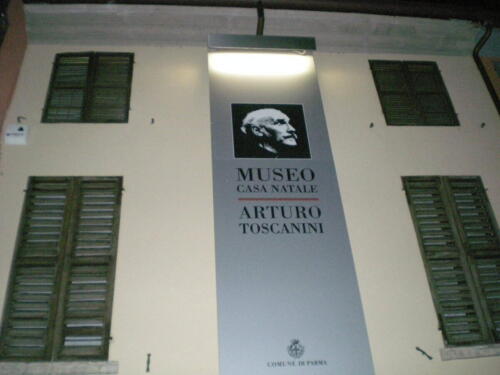 MUSEO
CASA NATALE
ARTURO
TOSCANINI
COMUNE DI PARMA